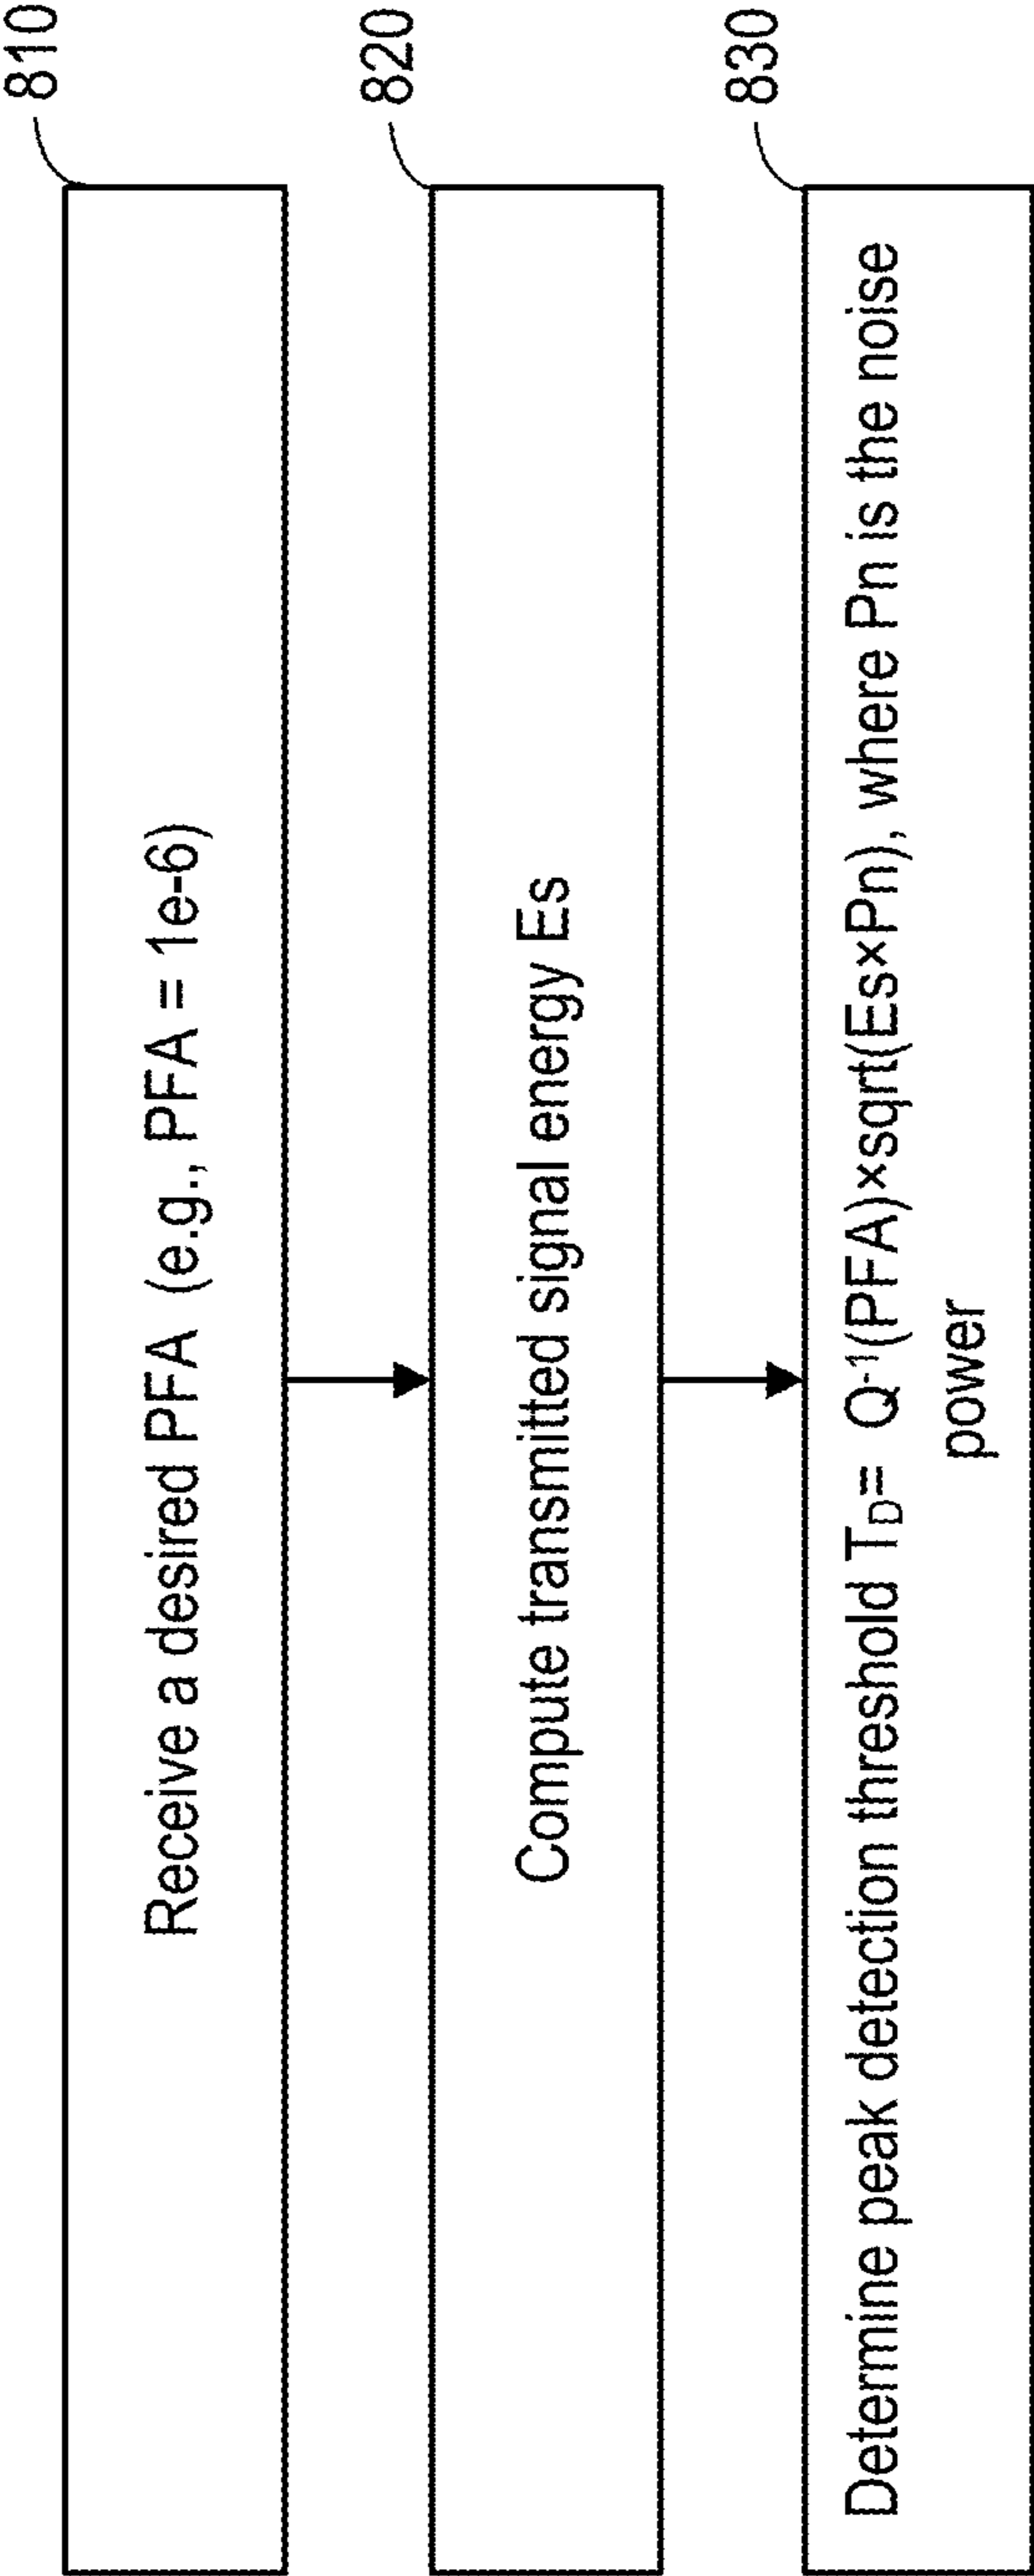 810
Receive a desired PFA (e.g., PFA = 1e-6)
820
Compute transmitted signal energy Es
830
Determine peak detection threshold T_D= Q⁻¹(PFA)×sqrt(Es×Pn), where Pn is the noise
power